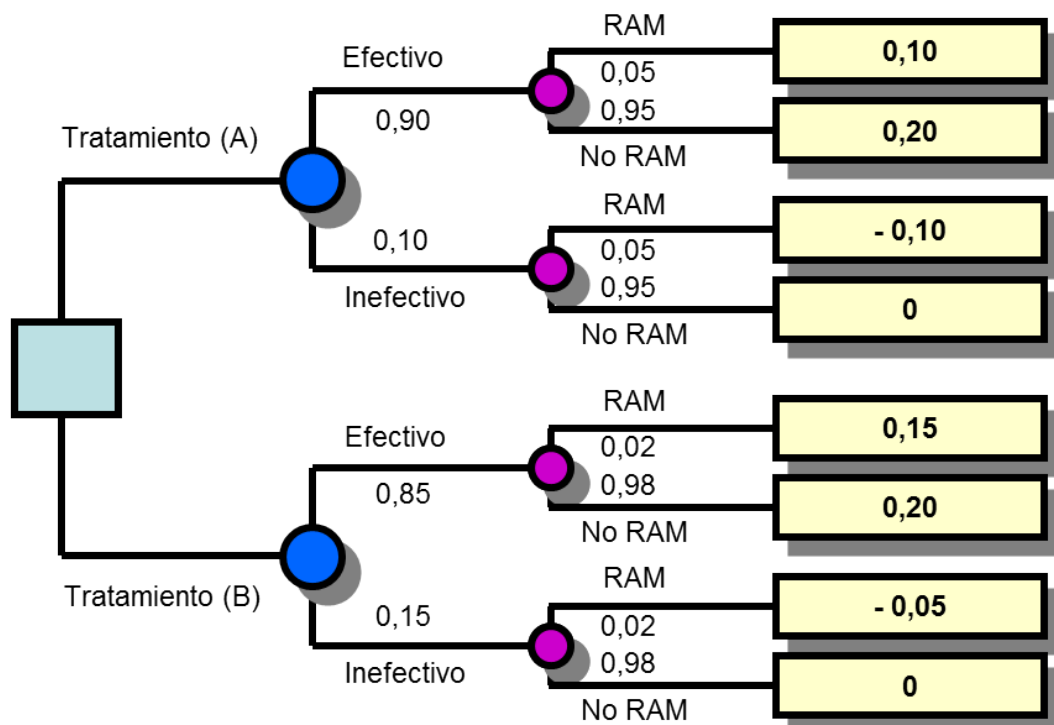 RAM
0,10
Efectivo
0,05
0,90
0,95
0,20
Tratamiento (A)
No RAM
RAM
- 0,10
0,10
0,05
0,95
Inefectivo
0
No RAM
RAM
0,15
Efectivo
0,02
0,85
0,98
0,20
No RAM
RAM
Tratamiento (B)
- 0,05
0,15
0,02
0,98
Inefectivo
0
No RAM